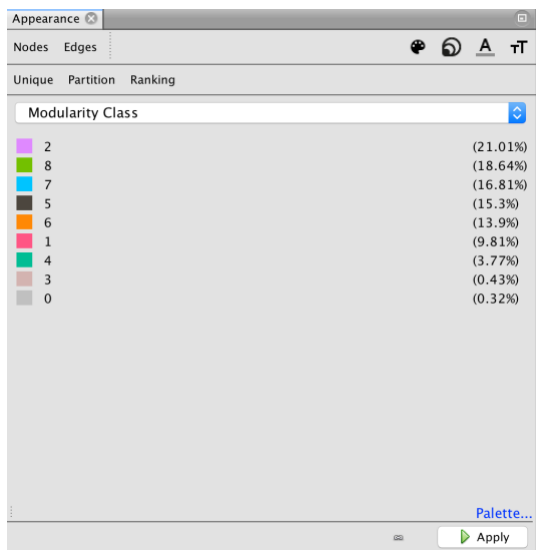 Appearance
Nodes Edges A TT
Unique Partition Ranking
Modularity Class
2 (21.01%)
8 (18.64%)
7 (16.81%)
5 (15.3%)
6 (13.9%)
1 (9.81%)
4 (3.77%)
3 (0.43%)
0 (0.32%)
Palette...
Apply